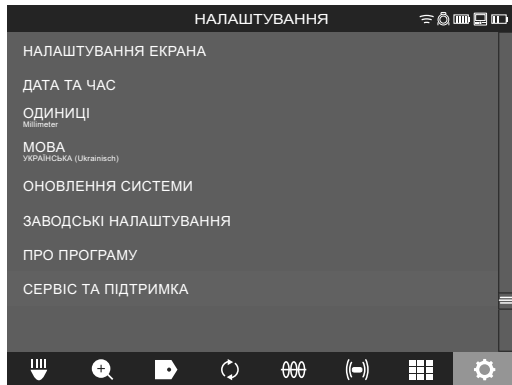 НАЛАШТУВАННЯ
НАЛАШТУВАННЯ ЕКРАНА
ДАТА ТА ЧАС
ОДИНИЦІ
Millimeter
МОВА
УКРАЇНСЬКА (Ukrainisch)
ОНОВЛЕННЯ СИСТЕМИ
ЗАВОДСЬКІ НАЛАШТУВАННЯ
ПРО ПРОГРАМУ
СЕРВІС ТА ПІДТРИМКА